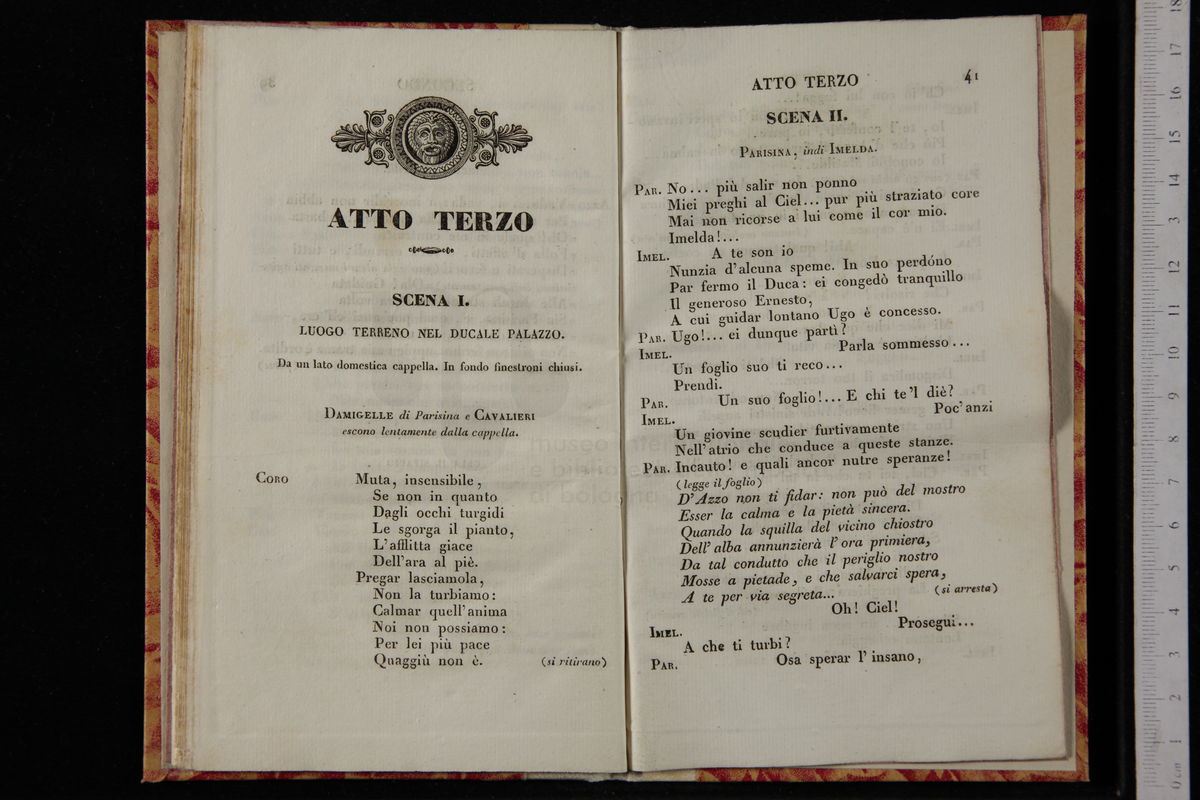 ATTO TERZO
SCENA I.
LUOGO TERRENO NEL DUCALE PALAZZO.
Da un lato domestica cappella. In fondo finestroni chiusi.
DAMIGELLE di Parisina e CAVALIERI
escono lentamente dalla cappella.
CORO Muta, insensibile,
Se non in quanto
Dagli occhi turgidi
Le sgorga il pianto,
L'afflitta giace
Dell'ara al piè.
Pregar lasciamola,
Non la turbiamo:
Calmar quell'anima
Noi non possiamo:
Per lei più pace
Quaggiù non è. (si ritirano)
ATTO TERZO 41
SCENA II.
PARISINA, indi IMELDA.
PAR. No... più salir non ponno
Miei preghi al Ciel... pur più straziato core
Mai non ricorse a lui come il cor mio.
Imelda!...
IMEL. A te son io
Nunzia d'alcuna speme. In suo perdóno
Par fermo il Duca: ei congedò tranquillo
Il generoso Ernesto,
A cui guidar lontano Ugo è concesso.
PAR. Ugo!... ei dunque partì?
IMEL. Parla sommesso...
Un foglio suo ti reco...
Prendi.
PAR. Un suo foglio!... E chi te'l diè?
IMEL. Poc'anzi
Un giovine scudier furtivamente
Nell'atrio che conduce a queste stanze.
PAR. Incauto! e quali ancor nutre speranze!
(legge il foglio)
D'Azzo non ti fidar: non può del mostro
Esser la calma e la pietà sincera.
Quando la squilla del vicino chiostro
Dell'alba annunzierà l'ora primiera,
Da tal condutto che il periglio nostro
Mosse a pietade, e che salvarci spera,
A te per via segreta... (si arresta)
Oh! Ciel!
IMEL. Prosegui...
A che ti turbi?
PAR. Osa sperar l'insano,